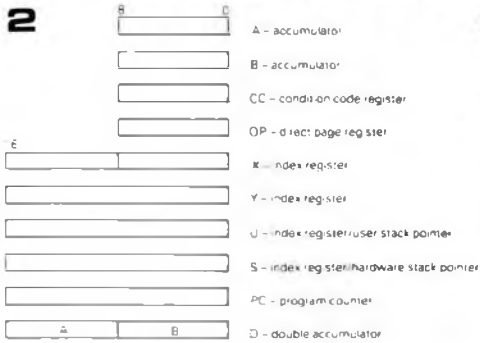 2
8 0
A – accumulator
B – accumulator
CC – condition code register
DP – direct page register
X – index register
Y – index register
U – index register/user stack pointer
S – index register/hardware stack pointer
PC – program counter
A B D – double accumulator